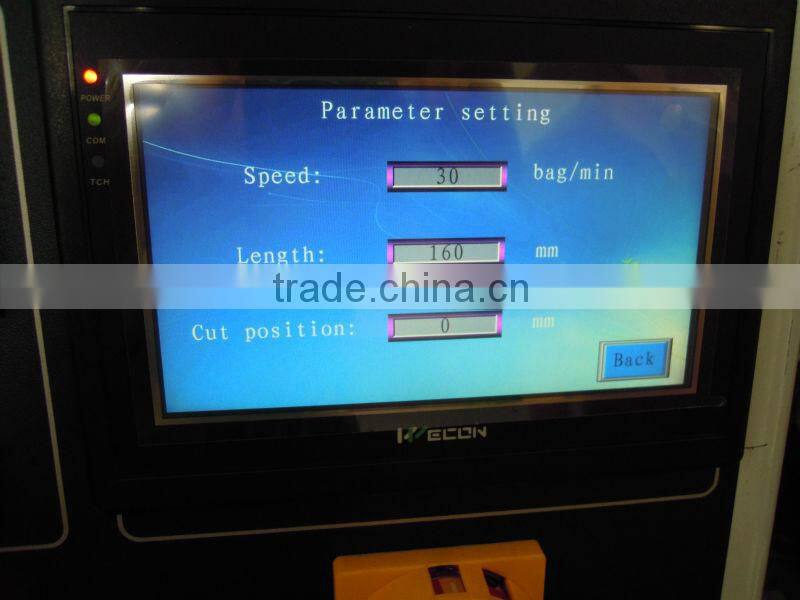 POWER
COM
TCH
Parameter setting
Speed: 30 bag/min
Length: 160 mm
trade.china.cn
Cut position: 0 mm
Back
WECON